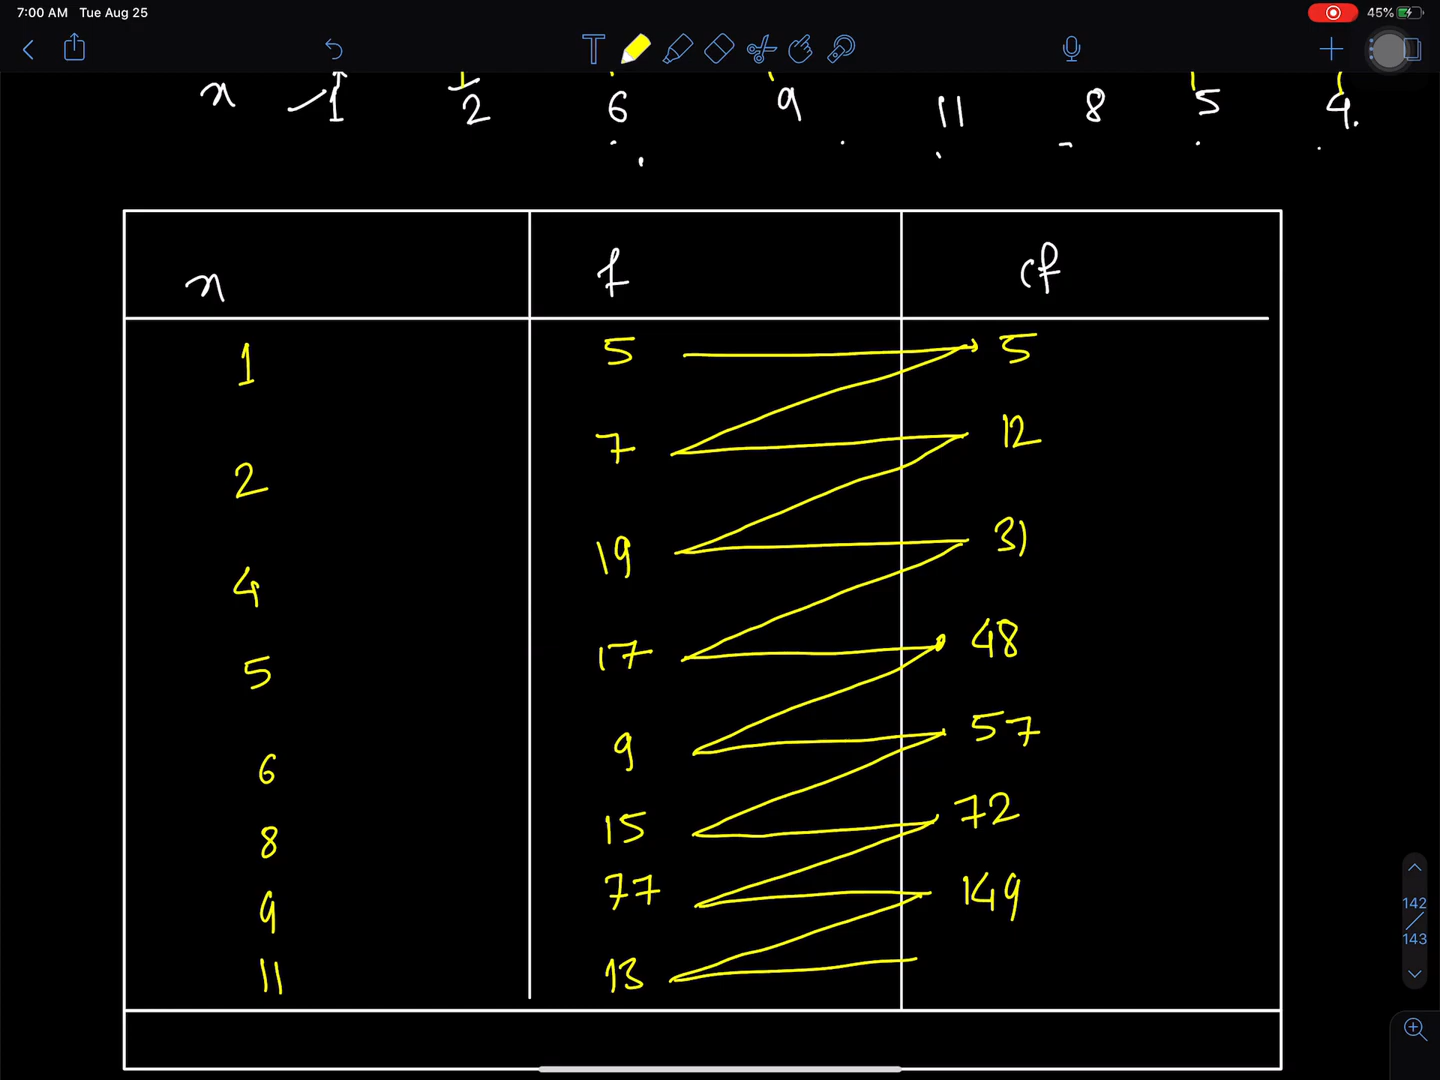 7:00 AM Tue Aug 25
45%
x 1 2 6 9 11 8 5 4.
x f cf
1 5 5
2 7 12
4 19 31
5 17 48
6 9 57
8 15 72
9 77 149
11 13
142
143